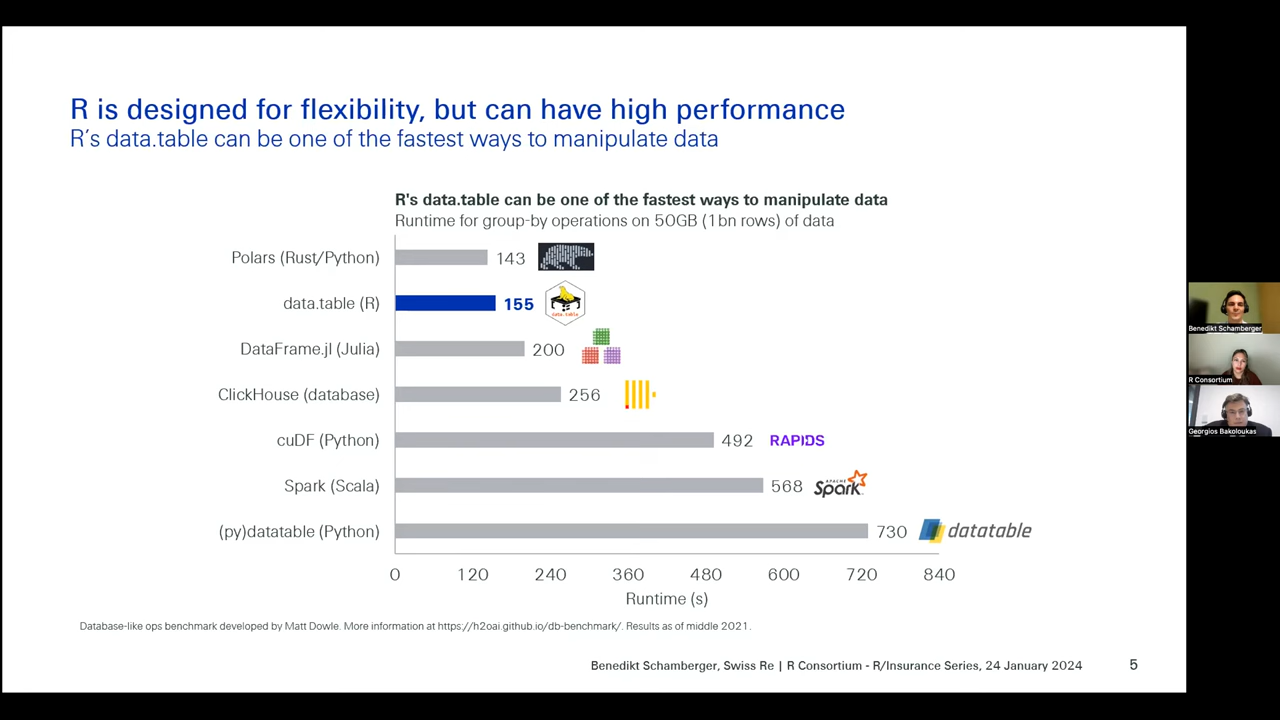 R is designed for flexibility, but can have high performance
R’s data.table can be one of the fastest ways to manipulate data
R's data.table can be one of the fastest ways to manipulate data
Runtime for group-by operations on 50GB (1bn rows) of data
Polars (Rust/Python) 143
data.table (R) 155 data.table
DataFrame.jl (Julia) 200
ClickHouse (database) 256
cuDF (Python) 492 RAPIDS
Spark (Scala) 568 APACHE Spark
(py)datatable (Python) 730 datatable
0 120 240 360 480 600 720 840
Runtime (s)
Database-like ops benchmark developed by Matt Dowle. More information at https://h2oai.github.io/db-benchmark/. Results as of middle 2021.
Benedikt Schamberger, Swiss Re | R Consortium - R/Insurance Series, 24 January 2024 5
Benedikt Schamberger
R Consortium
Georgios Bakoloukas